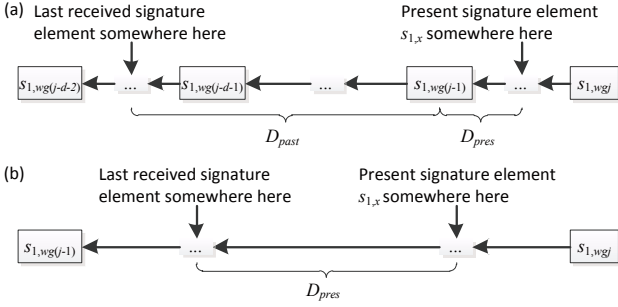 (a)
Last received signature
element somewhere here
Present signature element
s1,x somewhere here
s1,wg(j-d-2) ... s1,wg(j-d-1) ... s1,wg(j-1) ... s1,wgj
Dpast Dpres
(b)
Last received signature
element somewhere here
Present signature element
s1,x somewhere here
s1,wg(j-1) ... ... s1,wgj
Dpres